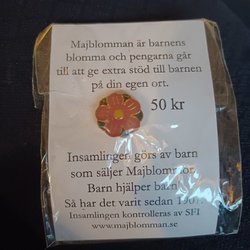 Majblomman är barnens
blomma och pengarna går
till att ge extra stöd till barnen
på din egen ort.
50 kr
Insamlingen görs av barn
som säljer Majblommor.
Barn hjälper barn
Så har det varit sedan 1907.
Insamlingen kontrolleras av SFI
www.majblomman.se